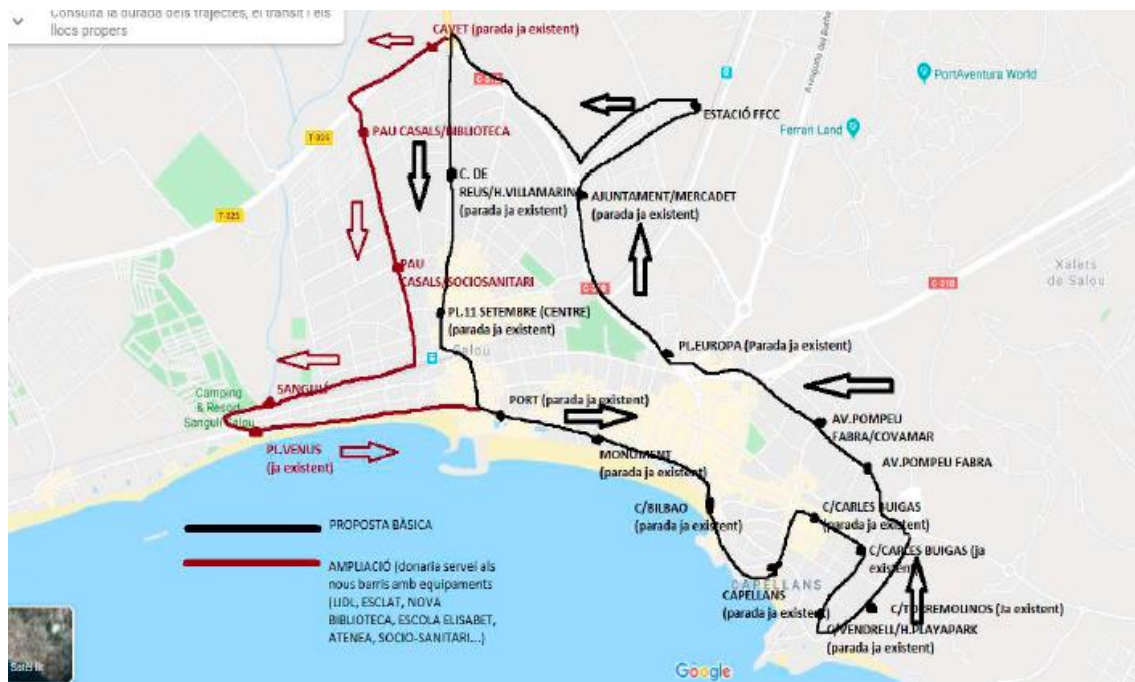 Consulta la durada dels trajectes, el trànsit i els
llocs propers
CAVET (parada ja existent)
PortAventura World
ESTACIÓ FFCC
Ferrari Land
T-325
PAU CASALS/BIBLIOTECA
C. DE
REUS/H.VILLAMARIN
(parada ja existent)
AJUNTAMENT/MERCADET
(parada ja existent)
T-325
PAU
CASALS/SOCIOSANITARI
Xalets
de Salou
C-31B
PL.11 SETEMBRE (CENTRE)
(parada ja existent)
Salou
PL.EUROPA (Parada ja existent)
Camping
& Resort
Sangulí Salou
SANGULÍ
PORT (parada ja existent)
AV.POMPEU
FABRA/COVAMAR
PL.VENUS
(ja existent)
MONUMENT
(parada ja existent)
AV.POMPEU FABRA
C/BILBAO
(parada ja existent)
C/CARLES BUIGAS
(parada ja existent)
PROPOSTA BÀSICA
C/CARLES BUIGAS (ja
existent)
AMPLIACIÓ (donaria servei als
nous barris amb equipaments
(LIDL, ESCLAT, NOVA
BIBLIOTECA, ESCOLA ELISABET,
ATENEA, SOCIO-SANITARI...)
CAPELLANS
CAPELLANS
(parada ja existent)
C/TORREMOLINOS (Ja existent)
C/VENDRELL/H.PLAYAPARK
(parada ja existent)
Google